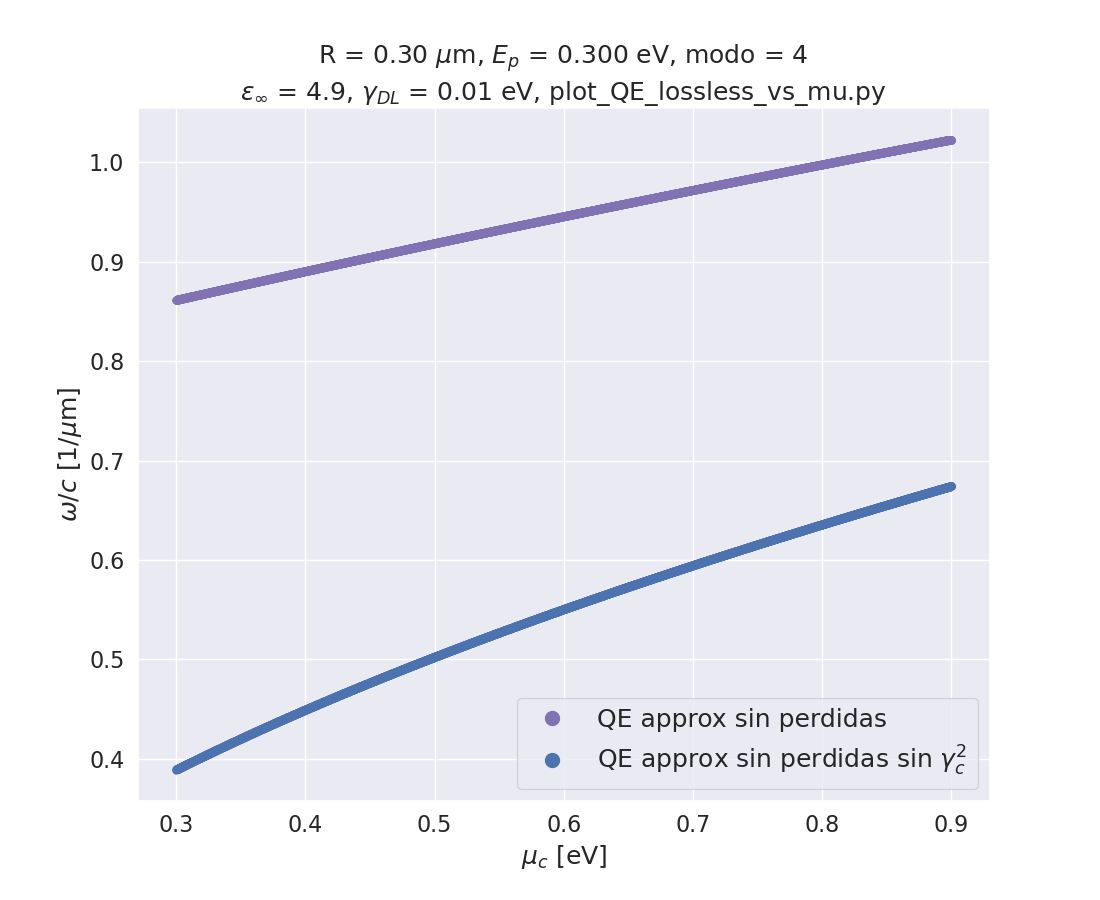 R = 0.30 μm, E_p = 0.300 eV, modo = 4
ε_∞ = 4.9, γ_DL = 0.01 eV, plot_QE_lossless_vs_mu.py
1.0
0.9
0.8
0.7
0.6
0.5
0.4
ω/c [1/μm]
QE approx sin perdidas
QE approx sin perdidas sin γ_c^2
0.3 0.4 0.5 0.6 0.7 0.8 0.9
μ_c [eV]